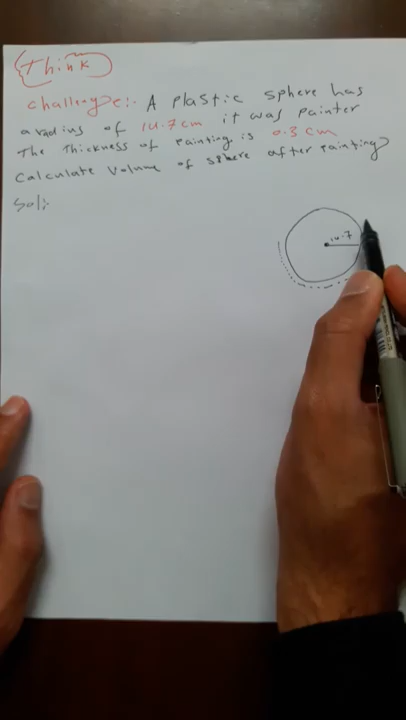 Think
Challenge:- A Plastic sphere has
a radius of 14.7 cm it was painter
The Thickness of Painting is 0.3 cm
Calculate Volume of sphere after painting?
Sol:
14.7